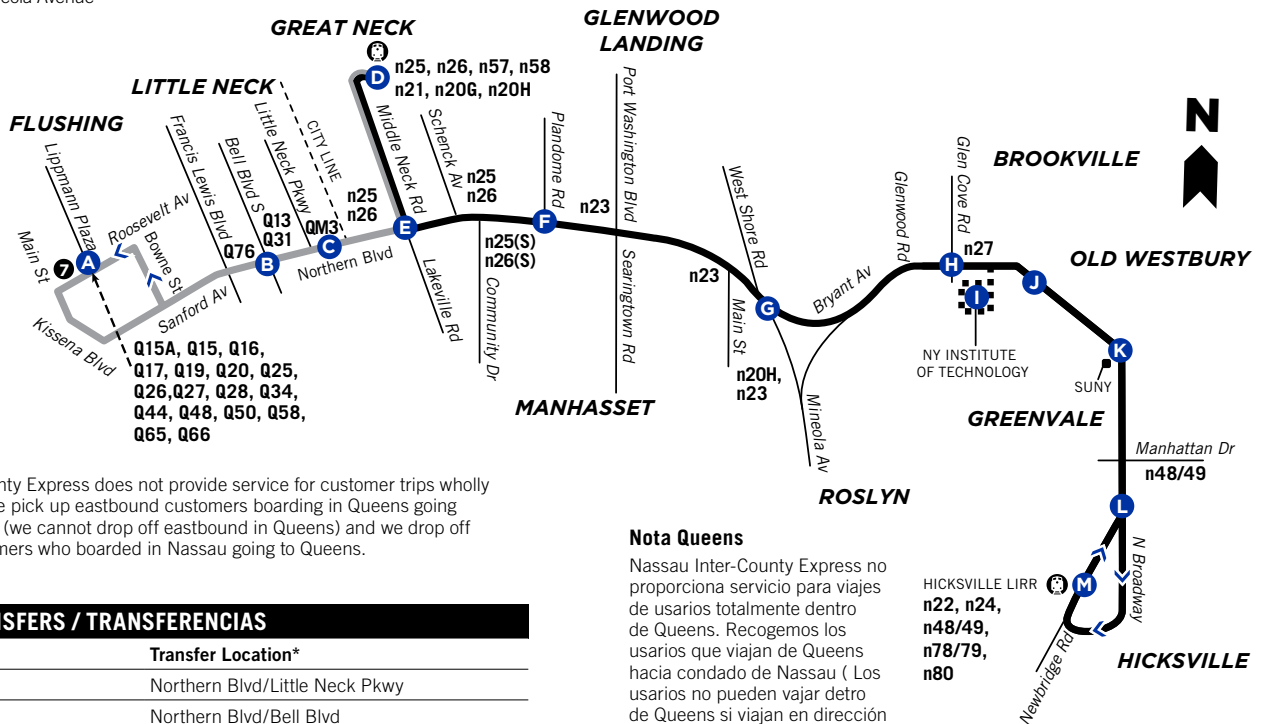 eola Avenue
GLENWOOD
LANDING
GREAT NECK
D
n25, n26, n57, n58
n21, n20G, n20H
LITTLE NECK
FLUSHING
N
BROOKVILLE
OLD WESTBURY
Lippmann Plaza
Roosevelt Av
Main St
7
A
Bowne St
Kissena Blvd
Sanford Av
Francis Lewis Blvd
Q76
Bell Blvd S
B
Q13
Q31
Little Neck Pkwy
QM3
C
CITY LINE
Northern Blvd
n25
n26
Middle Neck Rd
E
Lakeville Rd
Schenck Av
n25
n26
n25(S)
n26(S)
Community Dr
Plandome Rd
F
n23
Port Washington Blvd
Searingtown Rd
n23
West Shore Rd
Main St
n20H,
n23
G
Bryant Av
Mineola Av
Glenwood Rd
Glen Cove Rd
H
n27
I
NY INSTITUTE
OF TECHNOLOGY
J
K
SUNY
MANHASSET
GREENVALE
ROSLYN
Manhattan Dr
n48/49
L
N Broadway
HICKSVILLE LIRR
M
n22, n24,
n48/49,
n78/79,
n80
Newbridge Rd
HICKSVILLE
Q15A, Q15, Q16,
Q17, Q19, Q20, Q25,
Q26,Q27, Q28, Q34,
Q44, Q48, Q50, Q58,
Q65, Q66
nty Express does not provide service for customer trips wholly
e pick up eastbound customers boarding in Queens going
(we cannot drop off eastbound in Queens) and we drop off
mers who boarded in Nassau going to Queens.
NSFERS / TRANSFERENCIAS
Transfer Location*
Northern Blvd/Little Neck Pkwy
Northern Blvd/Bell Blvd
Nota Queens
Nassau Inter-County Express no
proporciona servicio para viajes
de usarios totalmente dentro
de Queens. Recogemos los
usarios que viajan de Queens
hacia condado de Nassau ( Los
usarios no pueden vajar detro
de Queens si viajan en dirección